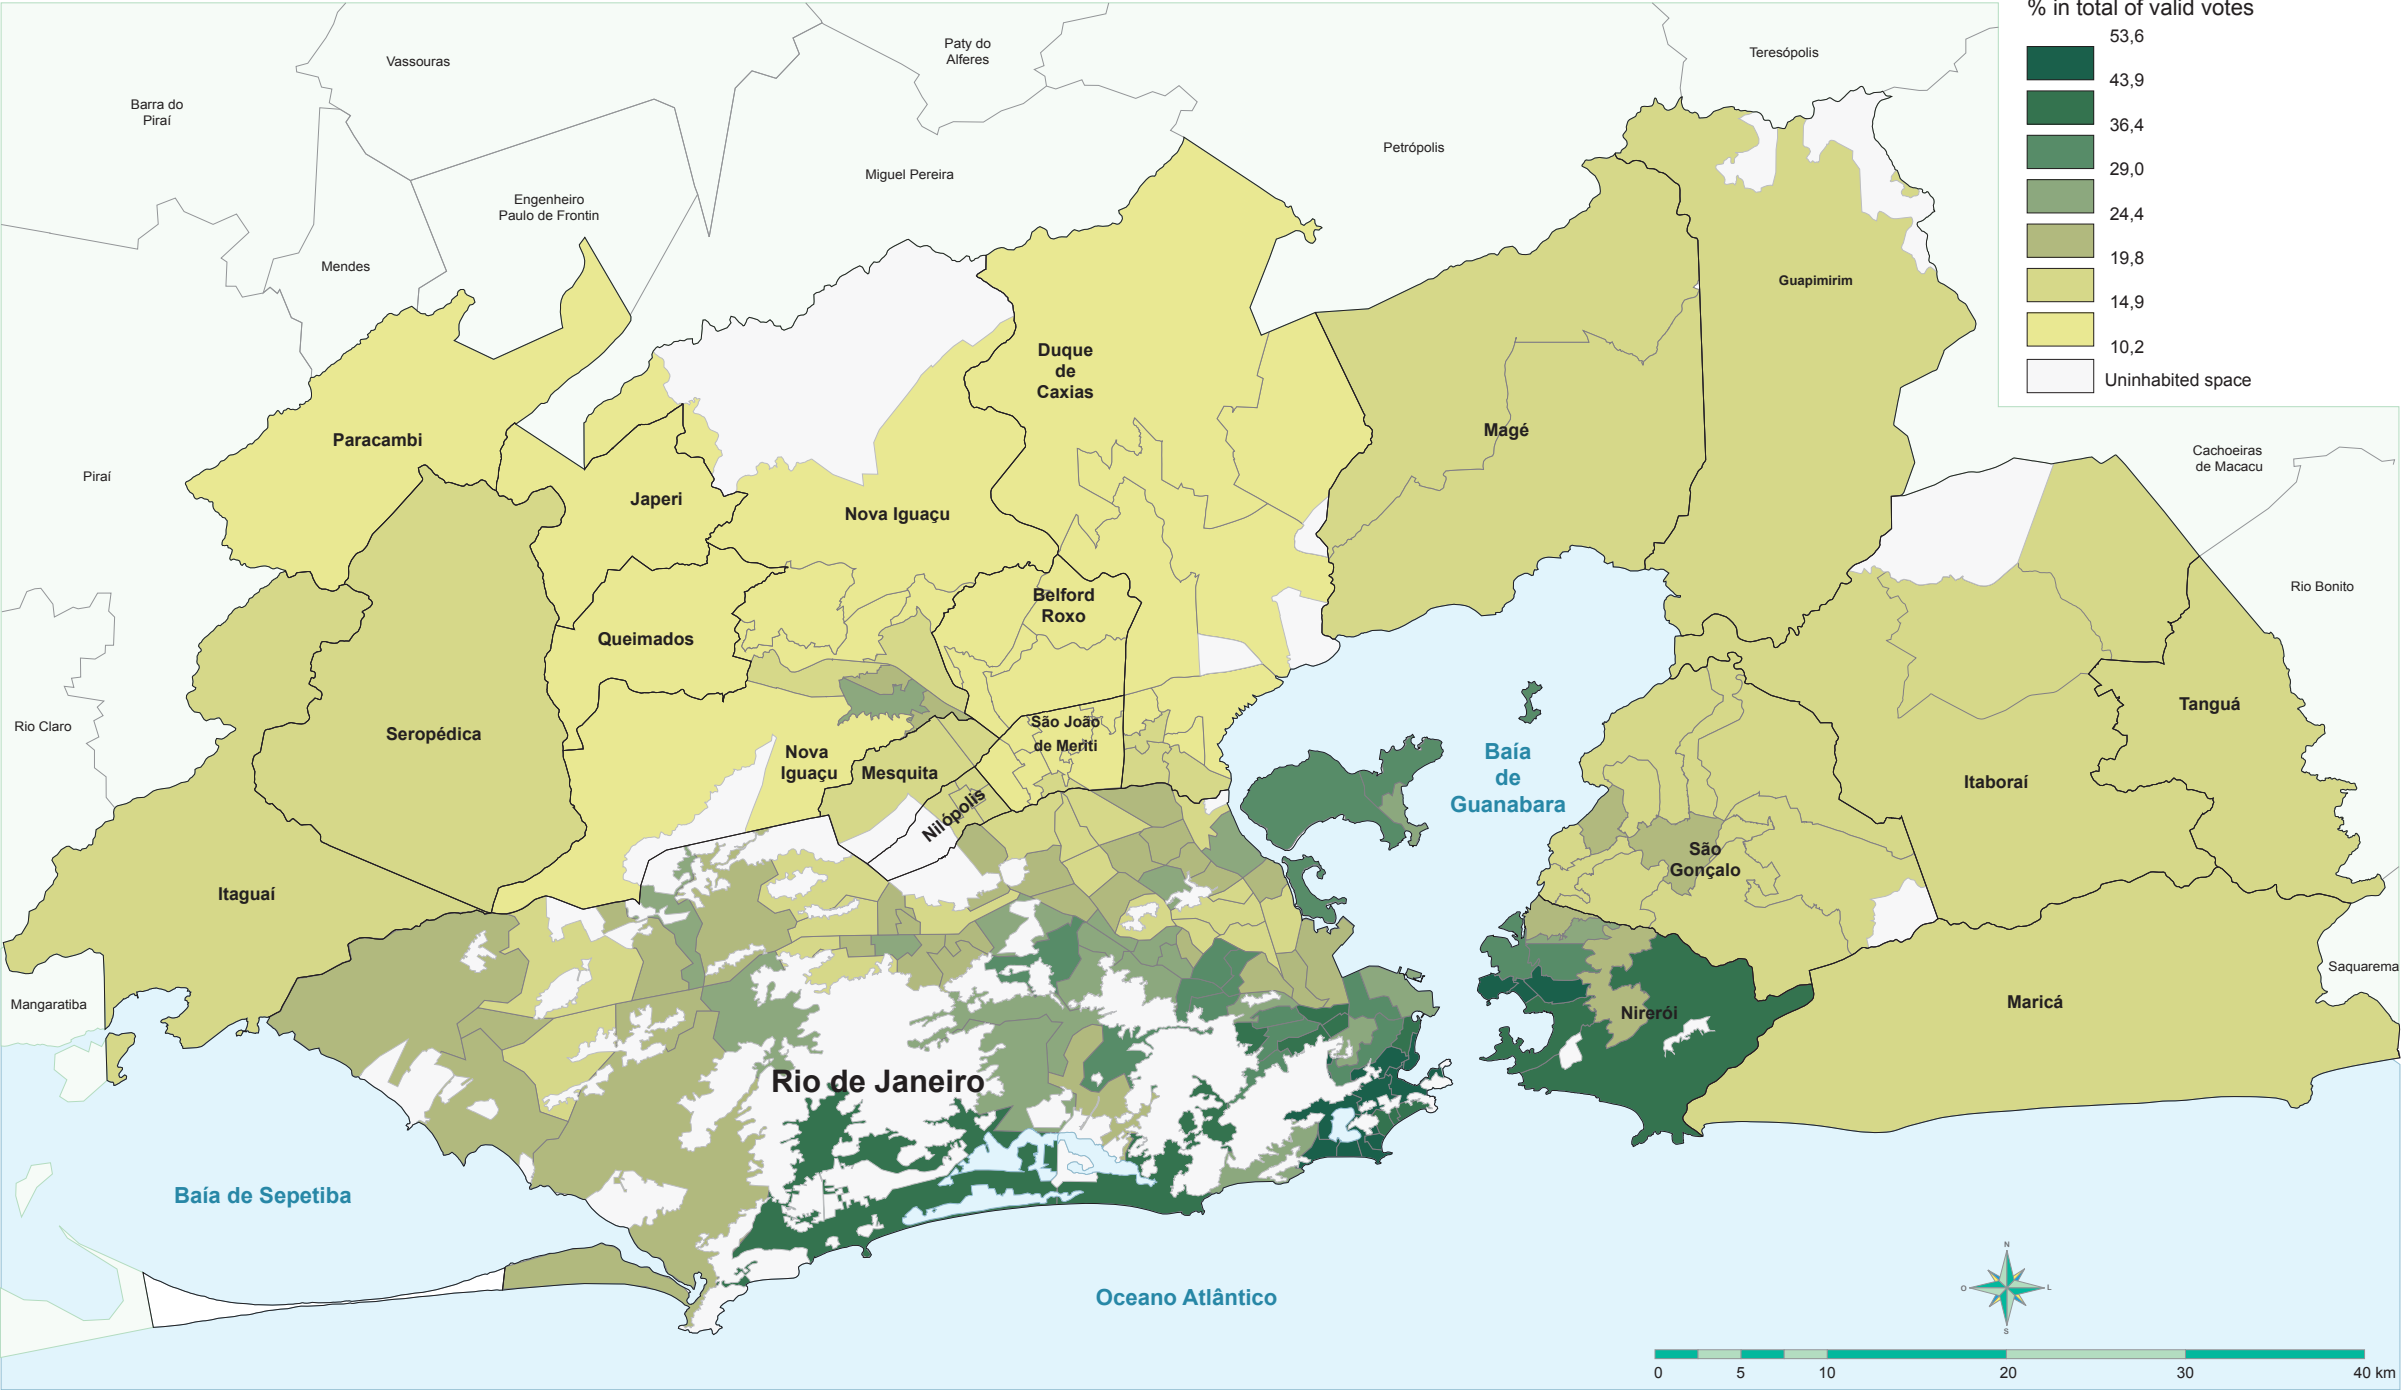 % in total of valid votes
53,6
43,9
36,4
29,0
24,4
19,8
14,9
10,2
Uninhabited space
Vassouras
Paty do
Alferes
Teresópolis
Barra do
Piraí
Petrópolis
Miguel Pereira
Engenheiro
Paulo de Frontin
Mendes
Guapimirim
Duque
de
Caxias
Paracambi
Magé
Cachoeiras
de Macacu
Piraí
Japeri
Nova Iguaçu
Rio Bonito
Belford
Roxo
Queimados
Tanguá
Rio Claro
Seropédica
São João
de Meriti
Nova
Iguaçu
Mesquita
Baía
de
Guanabara
Itaboraí
Nilópolis
São
Gonçalo
Itaguaí
Saquarema
Mangaratiba
Nirerói
Maricá
Rio de Janeiro
Baía de Sepetiba
Oceano Atlântico
N
O
L
S
0
5
10
20
30
40 km